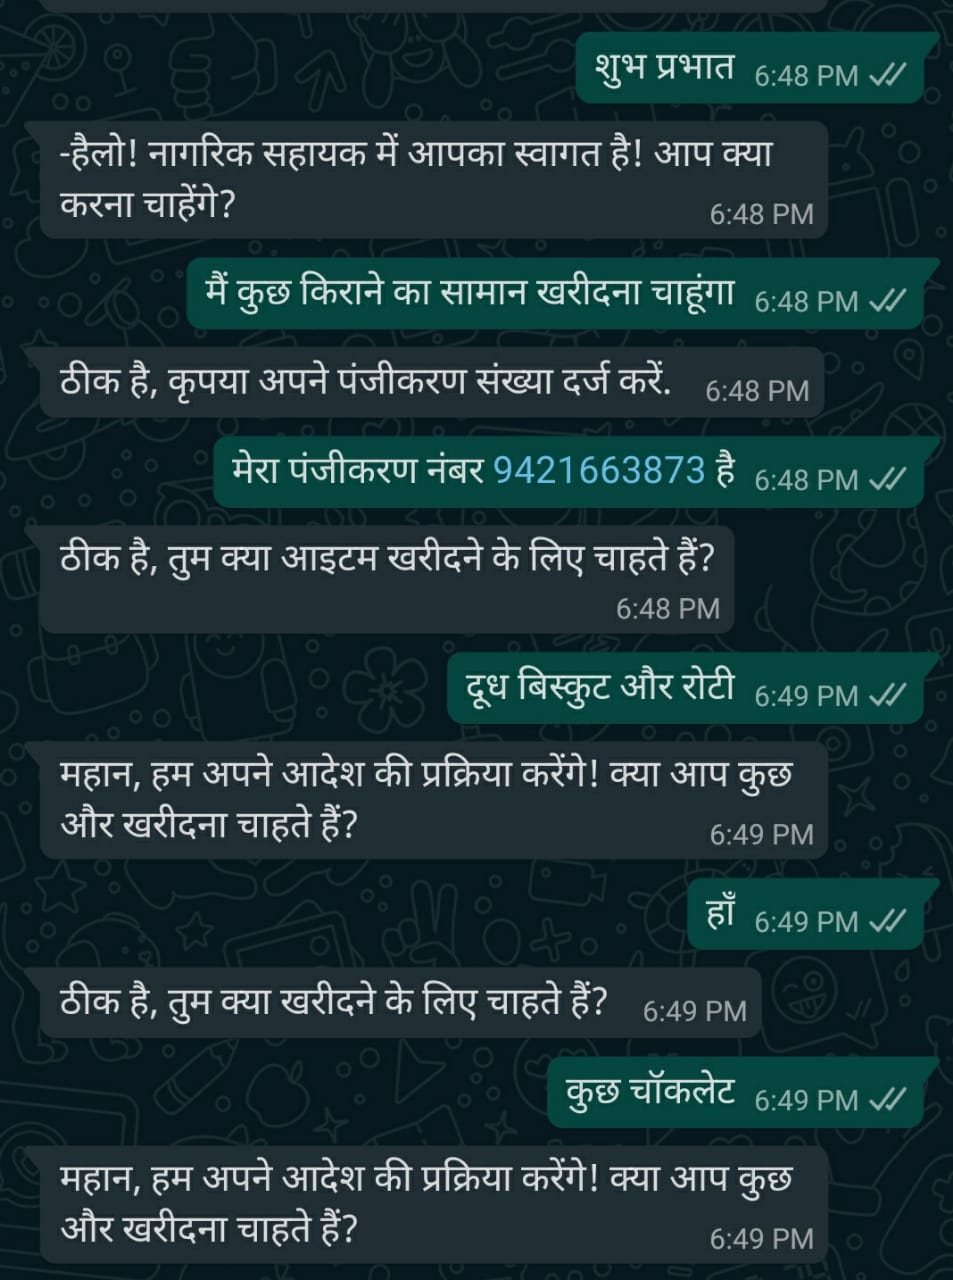 शुभ प्रभात 6:48 PM
-हैलो! नागरिक सहायक में आपका स्वागत है! आप क्या
करना चाहेंगे?
6:48 PM
मैं कुछ किराने का सामान खरीदना चाहूंगा 6:48 PM
ठीक है, कृपया अपने पंजीकरण संख्या दर्ज करें. 6:48 PM
मेरा पंजीकरण नंबर 9421663873 है 6:48 PM
ठीक है, तुम क्या आइटम खरीदने के लिए चाहते हैं?
6:48 PM
दूध बिस्कुट और रोटी 6:49 PM
महान, हम अपने आदेश की प्रक्रिया करेंगे! क्या आप कुछ
और खरीदना चाहते हैं?
6:49 PM
हाँ 6:49 PM
ठीक है, तुम क्या खरीदने के लिए चाहते हैं? 6:49 PM
कुछ चॉकलेट 6:49 PM
महान, हम अपने आदेश की प्रक्रिया करेंगे! क्या आप कुछ
और खरीदना चाहते हैं?
6:49 PM